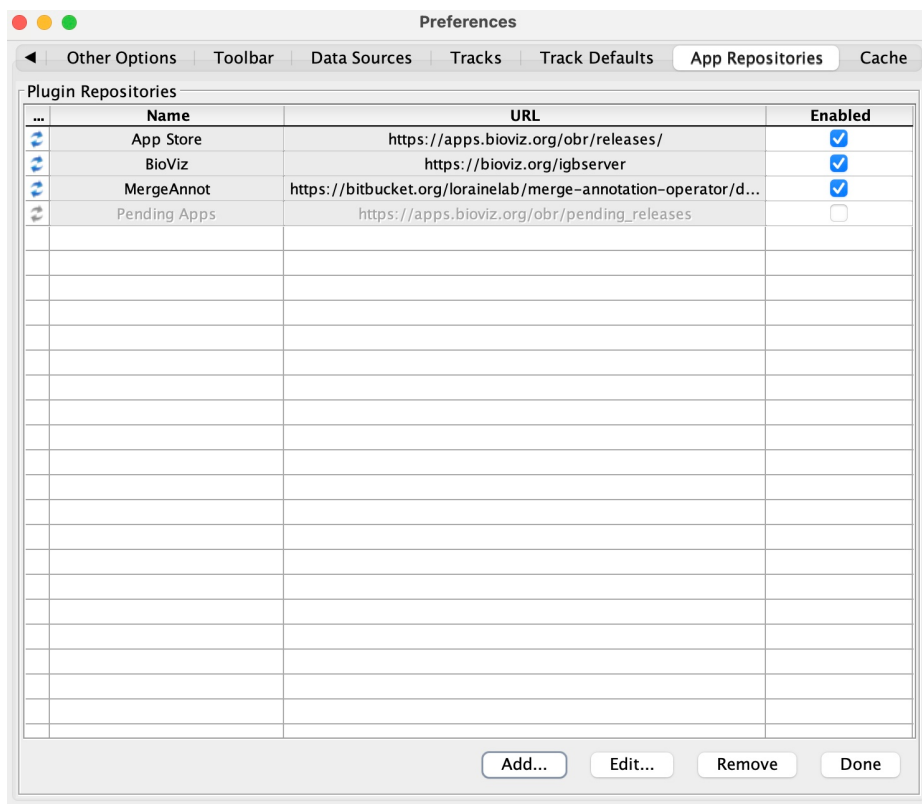 Preferences
◀ Other Options Toolbar Data Sources Tracks Track Defaults App Repositories Cache
Plugin Repositories
... Name URL Enabled
App Store https://apps.bioviz.org/obr/releases/
BioViz https://bioviz.org/igbserver
MergeAnnot https://bitbucket.org/lorainelab/merge-annotation-operator/d...
Pending Apps https://apps.bioviz.org/obr/pending_releases
Add... Edit... Remove Done